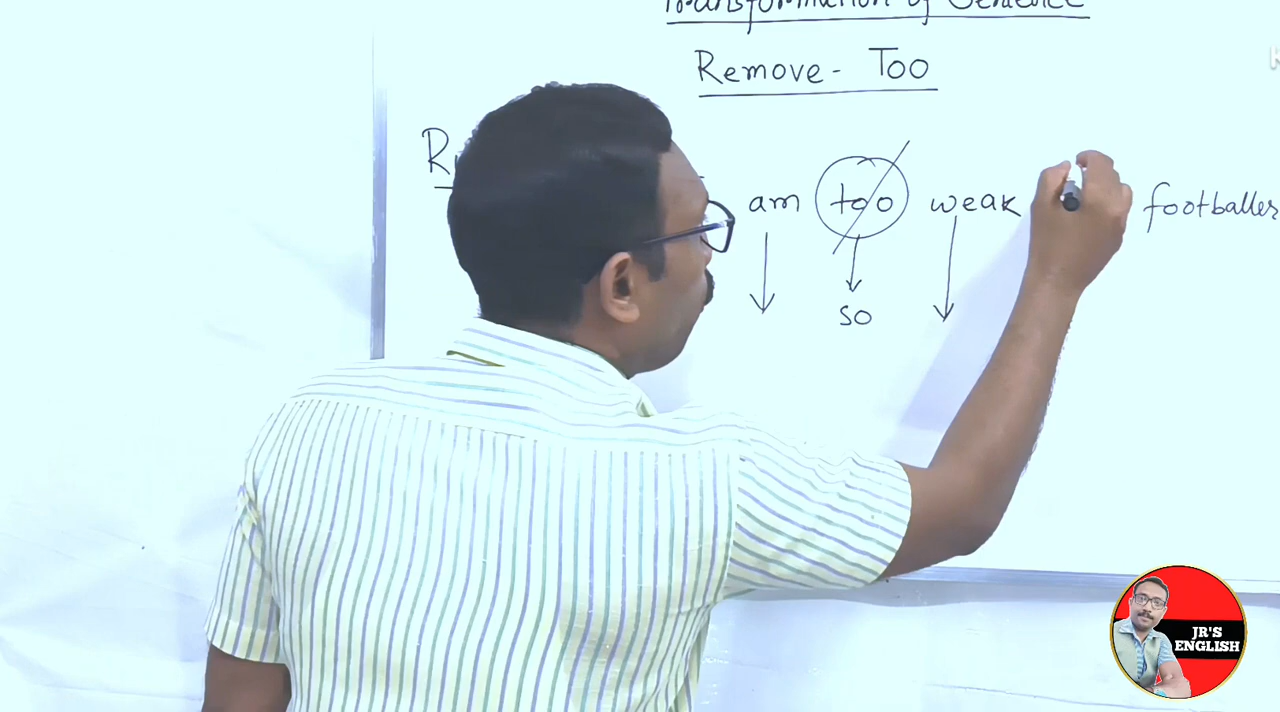 Transformation of Sentence
Remove - Too
am too weak footballer
so
JR'S
ENGLISH